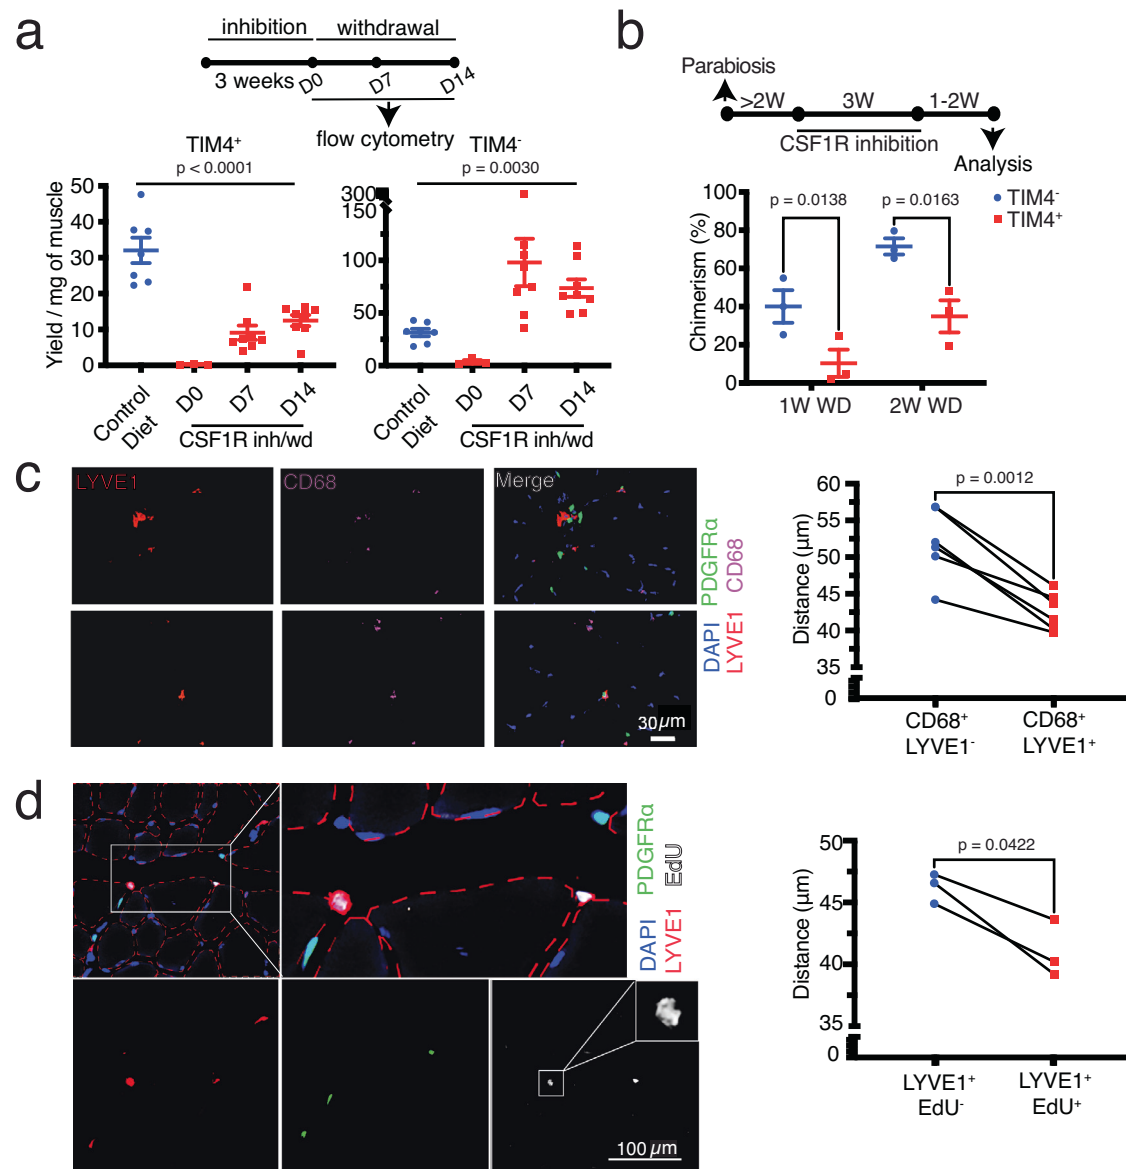 a
inhibition withdrawal
3 weeks D0 D7 D14
flow cytometry
TIM4+ TIM4-
p < 0.0001 p = 0.0030
Yield / mg of muscle
50
40
30
20
10
0
300
150
100
50
0
Control Diet D0 D7 D14
CSF1R inh/wd
Control Diet D0 D7 D14
CSF1R inh/wd
b
Parabiosis
>2W 3W 1-2W
CSF1R inhibition
Analysis
TIM4-
TIM4+
p = 0.0138 p = 0.0163
Chimerism (%)
100
80
60
40
20
0
1W WD 2W WD
c
LYVE1 CD68 Merge
DAPI PDGFRα
LYVE1 CD68
30 µm
p = 0.0012
Distance (µm)
60
55
50
45
40
35
0
CD68+ CD68+
LYVE1- LYVE1+
d
DAPI PDGFRα
LYVE1 EdU
100 µm
p = 0.0422
Distance (µm)
50
45
40
35
0
LYVE1+ LYVE1+
EdU- EdU+